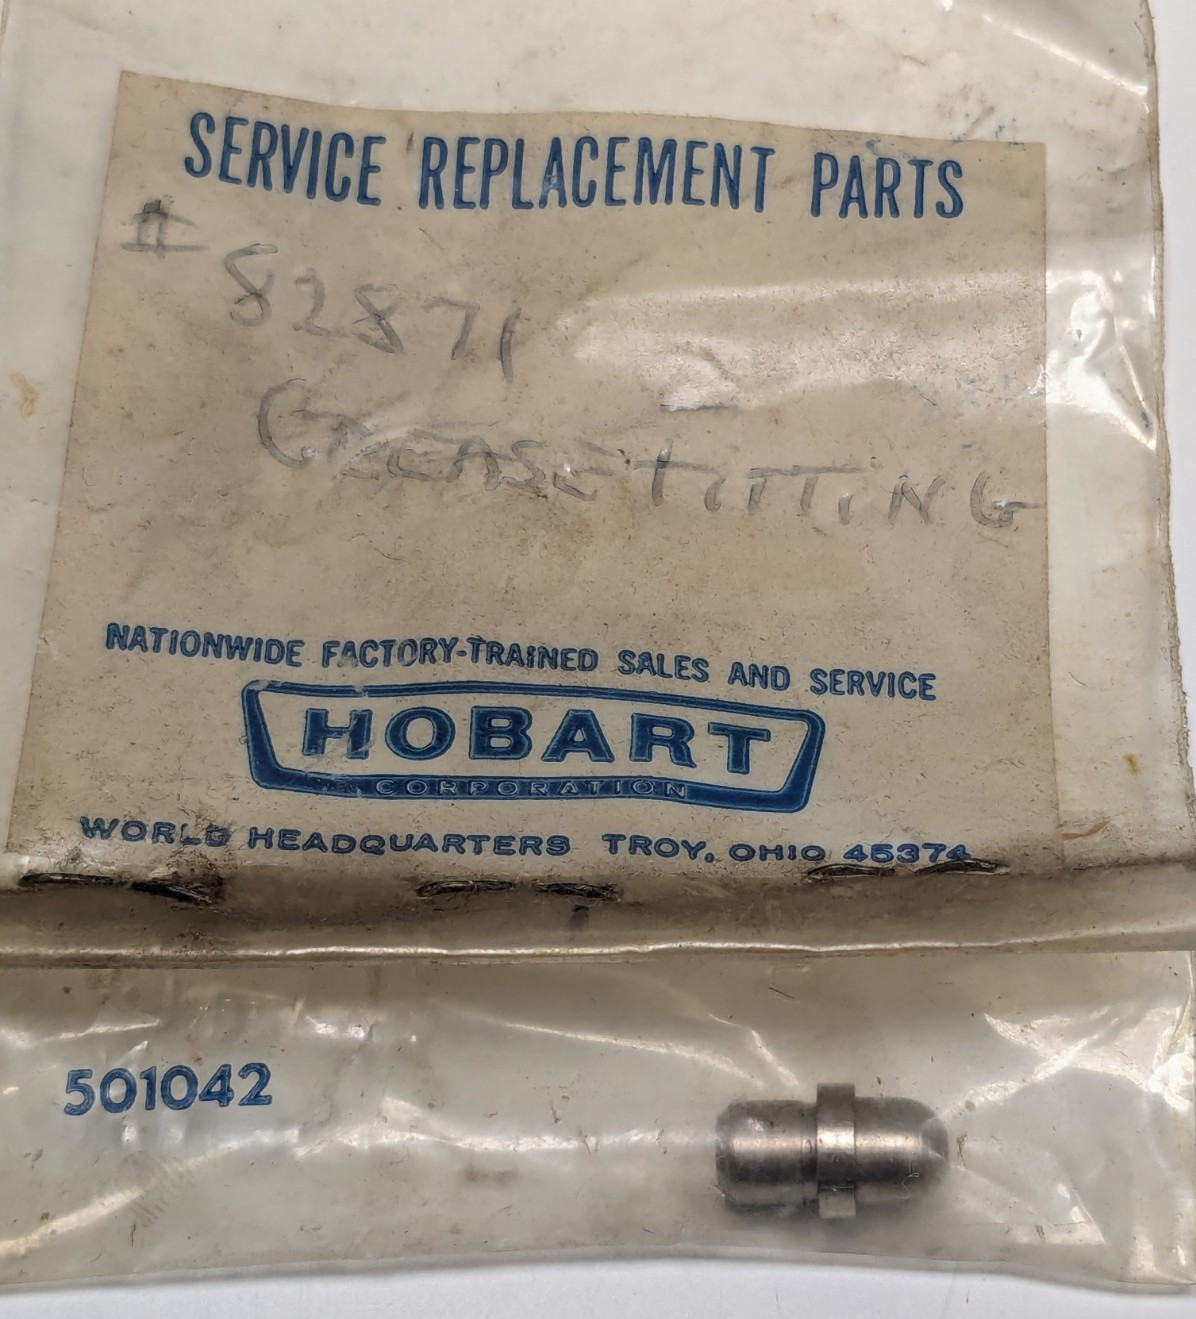 SERVICE REPLACEMENT PARTS
# 82871
GREASE FITTING
NATIONWIDE FACTORY-TRAINED SALES AND SERVICE
HOBART
CORPORATION
WORLD HEADQUARTERS TROY, OHIO 45374
501042